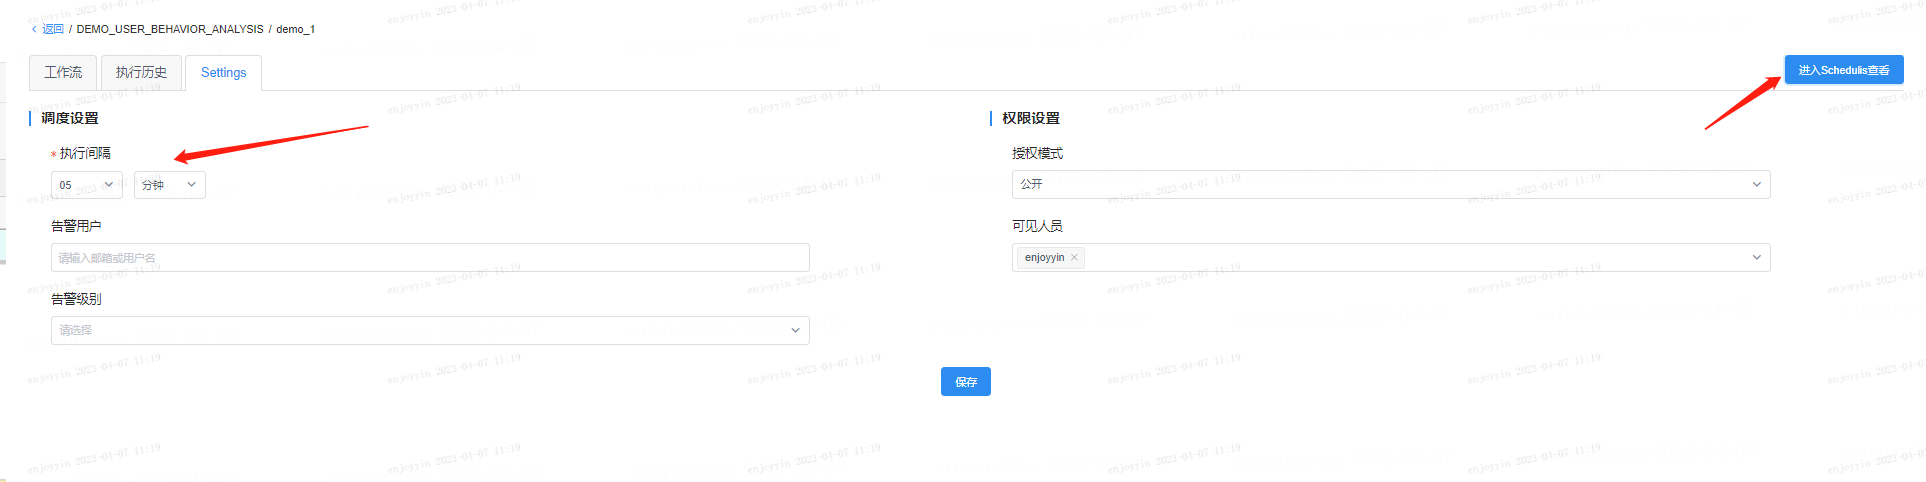 返回 / DEMO_USER_BEHAVIOR_ANALYSIS / demo_1
工作流 执行历史 Settings
进入Schedulis查看
调度设置
* 执行间隔
05 分钟
告警用户
请输入邮箱或用户名
告警级别
请选择
权限设置
授权模式
公开
可见人员
enjoyyin ×
保存
enjoyyin 2023-04-07 11:19